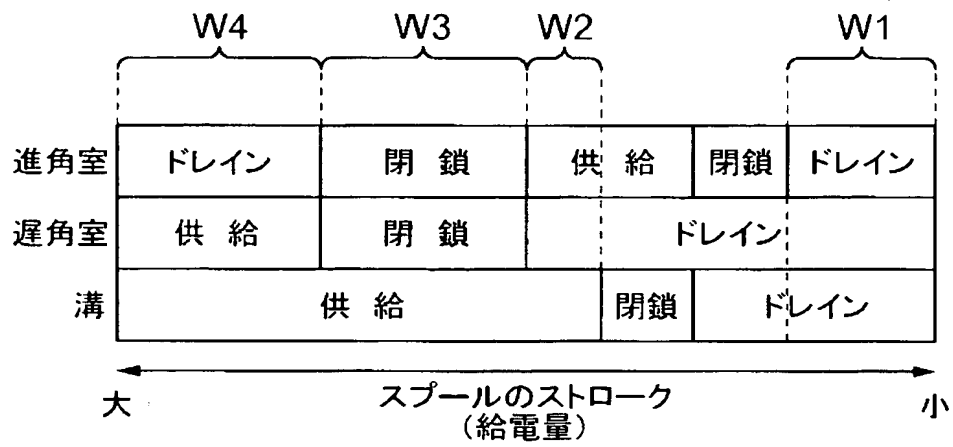 W4 W3 W2 W1
進角室 ドレイン 閉鎖 供給 閉鎖 ドレイン
遅角室 供給 閉鎖 ドレイン
溝 供給 閉鎖 ドレイン
大 スプールのストローク 小
(給電量)